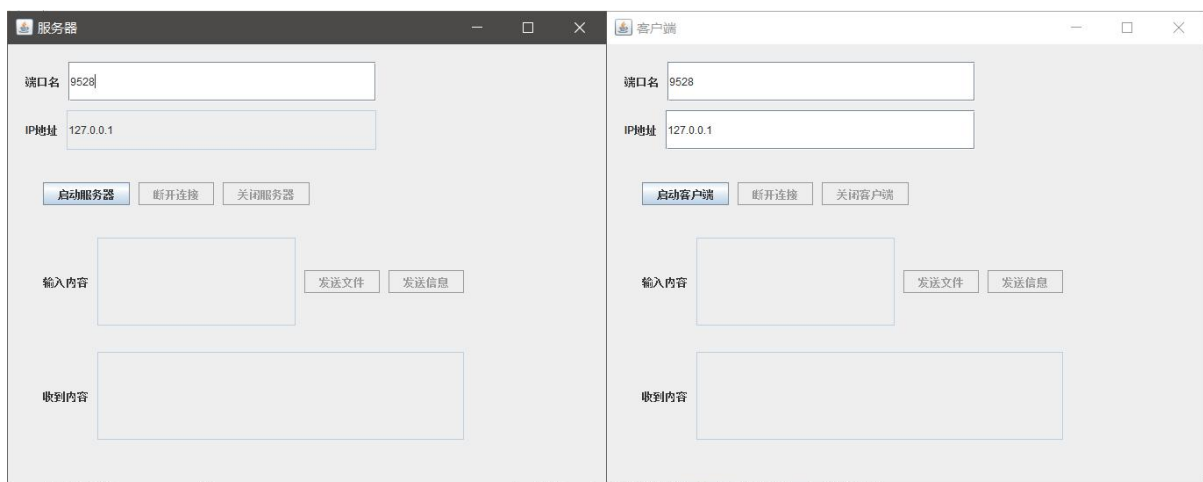 服务器
端口名 9528
IP地址 127.0.0.1
启动服务器 断开连接 关闭服务器
输入内容 发送文件 发送信息
收到内容
客户端
端口名 9528
IP地址 127.0.0.1
启动客户端 断开连接 关闭客户端
输入内容 发送文件 发送信息
收到内容